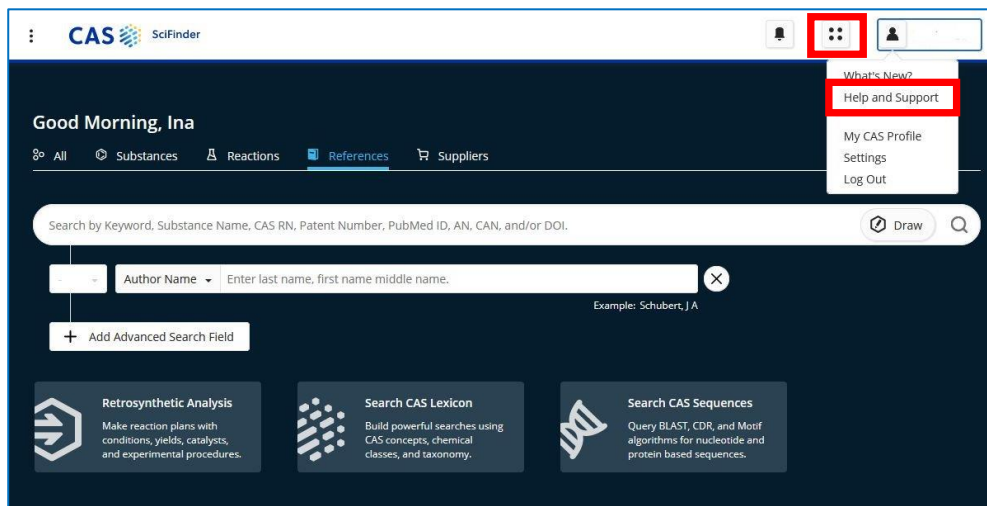 CAS SciFinder
What's New?
Help and Support
My CAS Profile
Settings
Log Out
Good Morning, Ina
All Substances Reactions References Suppliers
Search by Keyword, Substance Name, CAS RN, Patent Number, PubMed ID, AN, CAN, and/or DOI. Draw
Author Name Enter last name, first name middle name.
Example: Schubert, J A
+ Add Advanced Search Field
Retrosynthetic Analysis
Make reaction plans with
conditions, yields, catalysts,
and experimental procedures.
Search CAS Lexicon
Build powerful searches using
CAS concepts, chemical
classes, and taxonomy.
Search CAS Sequences
Query BLAST, CDR, and Motif
algorithms for nucleotide and
protein based sequences.